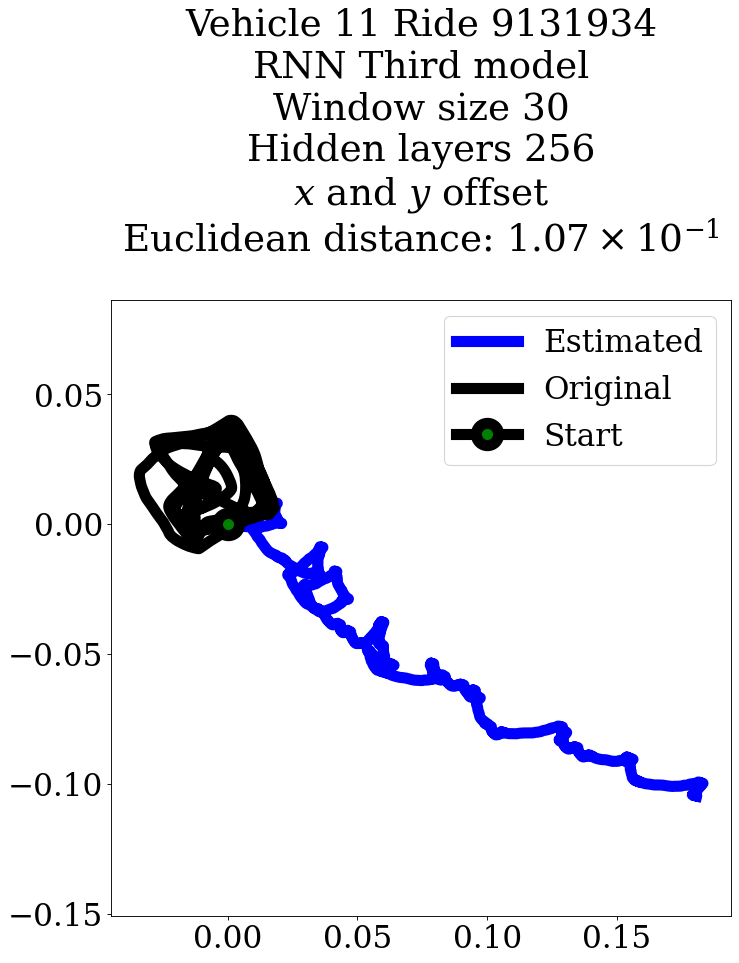 Vehicle 11 Ride 9131934
RNN Third model
Window size 30
Hidden layers 256
x and y offset
Euclidean distance: 1.07 × 10⁻¹
Estimated
Original
Start
0.05
0.00
−0.05
−0.10
−0.15
0.00 0.05 0.10 0.15